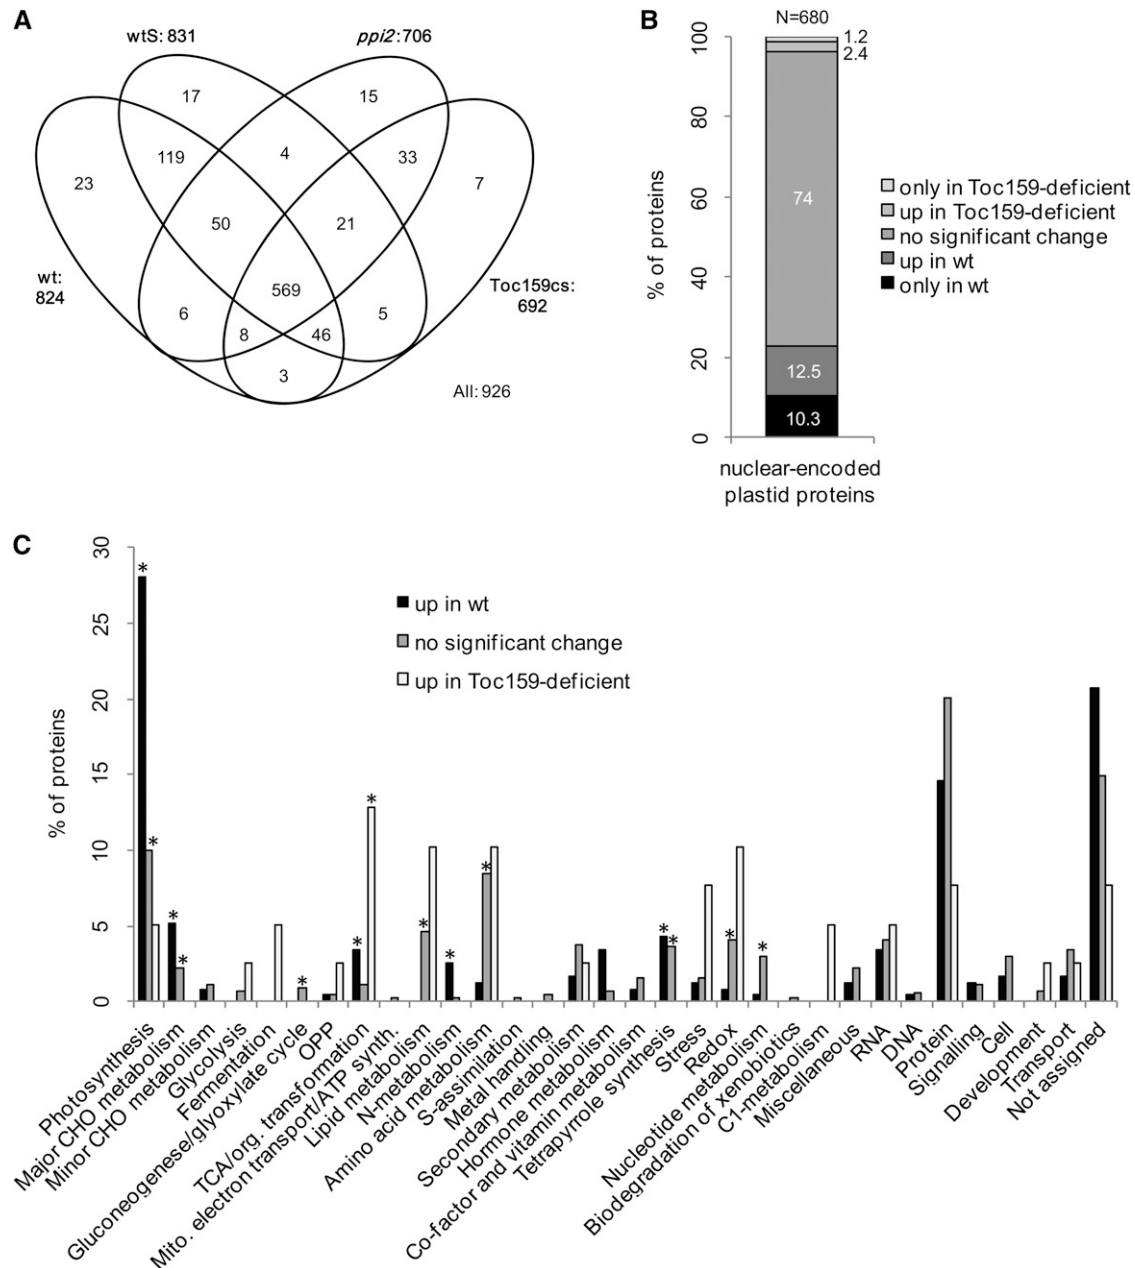 A
wtS: 831
ppi2: 706
17
15
119
4
33
23
7
50
21
wt:
824
569
Toc159cs:
692
6
5
8
46
3
All: 926
B
N=680
100
80
60
40
20
0
% of proteins
1.2
2.4
74
12.5
10.3
nuclear-encoded
plastid proteins
only in Toc159-deficient
up in Toc159-deficient
no significant change
up in wt
only in wt
C
30
25
20
15
10
5
0
% of proteins
up in wt
no significant change
up in Toc159-deficient
*
*
*
*
*
*
*
*
*
*
*
*
*
*
Photosynthesis
Major CHO metabolism
Minor CHO metabolism
Glycolysis
Fermentation
Gluconeogenese/glyoxylate cycle
OPP
TCA/org. transformation
Mito. electron transport/ATP synth.
Lipid metabolism
N-metabolism
Amino acid metabolism
S-assimilation
Metal handling
Secondary metabolism
Hormone metabolism
Co-factor and vitamin metabolism
Tetrapyrrole synthesis
Stress
Redox
Nucleotide metabolism
Biodegradation of xenobiotics
C1-metabolism
Miscellaneous
RNA
DNA
Protein
Signalling
Cell
Development
Transport
Not assigned